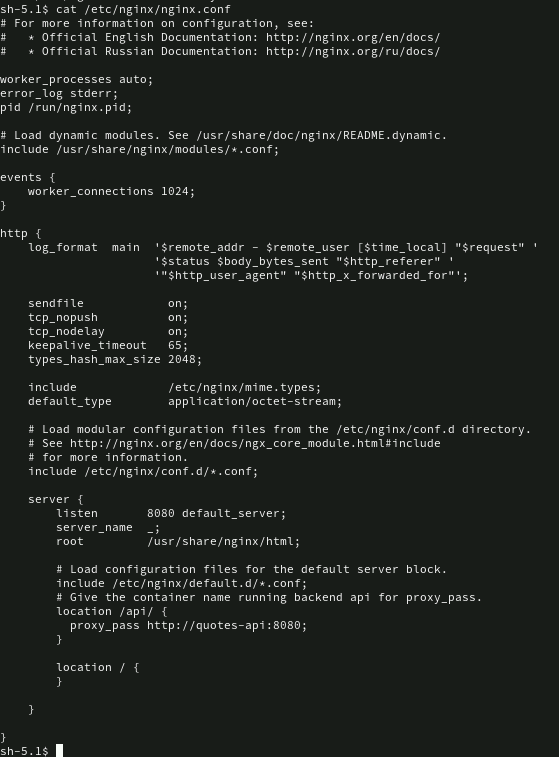 sh-5.1$ cat /etc/nginx/nginx.conf
# For more information on configuration, see:
#   * Official English Documentation: http://nginx.org/en/docs/
#   * Official Russian Documentation: http://nginx.org/ru/docs/

worker_processes auto;
error_log stderr;
pid /run/nginx.pid;

# Load dynamic modules. See /usr/share/doc/nginx/README.dynamic.
include /usr/share/nginx/modules/*.conf;

events {
    worker_connections 1024;
}

http {
    log_format  main  '$remote_addr - $remote_user [$time_local] "$request" '
                      '$status $body_bytes_sent "$http_referer" '
                      '"$http_user_agent" "$http_x_forwarded_for"';

    sendfile            on;
    tcp_nopush          on;
    tcp_nodelay         on;
    keepalive_timeout   65;
    types_hash_max_size 2048;

    include             /etc/nginx/mime.types;
    default_type        application/octet-stream;

    # Load modular configuration files from the /etc/nginx/conf.d directory.
    # See http://nginx.org/en/docs/ngx_core_module.html#include
    # for more information.
    include /etc/nginx/conf.d/*.conf;

    server {
        listen       8080 default_server;
        server_name  _;
        root         /usr/share/nginx/html;

        # Load configuration files for the default server block.
        include /etc/nginx/default.d/*.conf;
        # Give the container name running backend api for proxy_pass.
        location /api/ {
          proxy_pass http://quotes-api:8080;
        }

        location / {
        }

    }

}
sh-5.1$